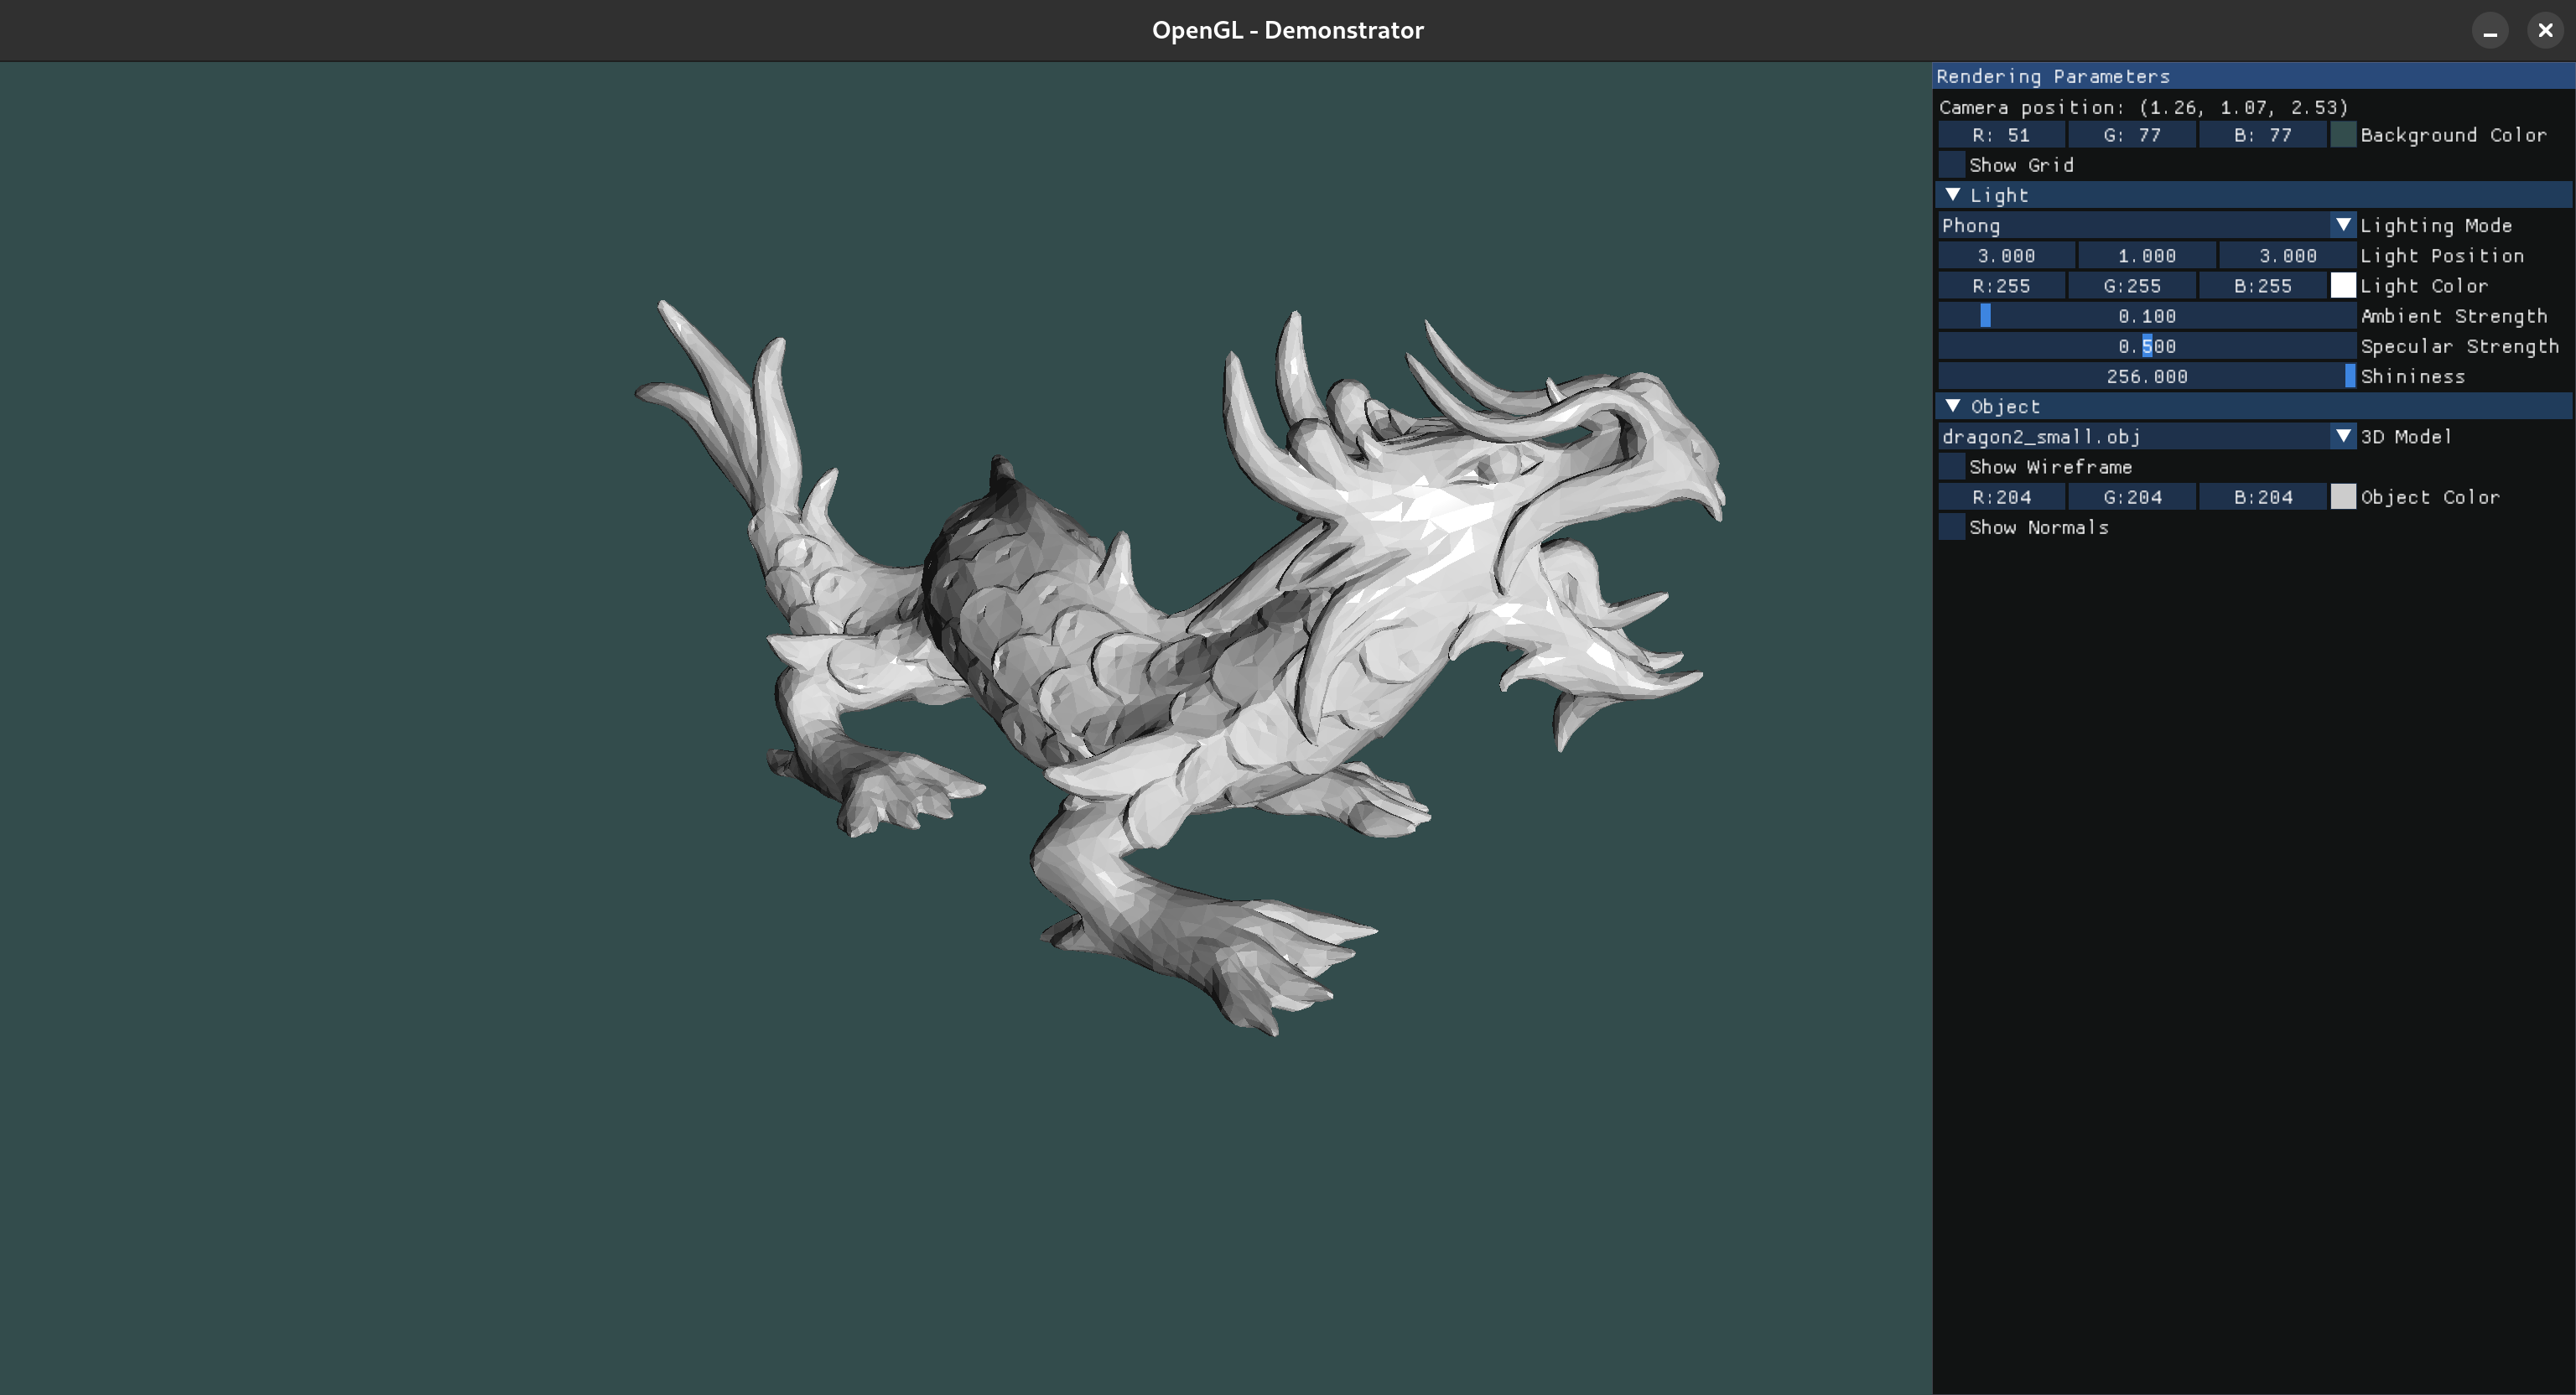 OpenGL - Demonstrator
Rendering Parameters
Camera position: (1.26, 1.07, 2.53)
R: 51 G: 77 B: 77 Background Color
Show Grid
Light
Phong Lighting Mode
3.000 1.000 3.000 Light Position
R:255 G:255 B:255 Light Color
0.100 Ambient Strength
0.500 Specular Strength
256.000 Shininess
Object
dragon2_small.obj 3D Model
Show Wireframe
R:204 G:204 B:204 Object Color
Show Normals